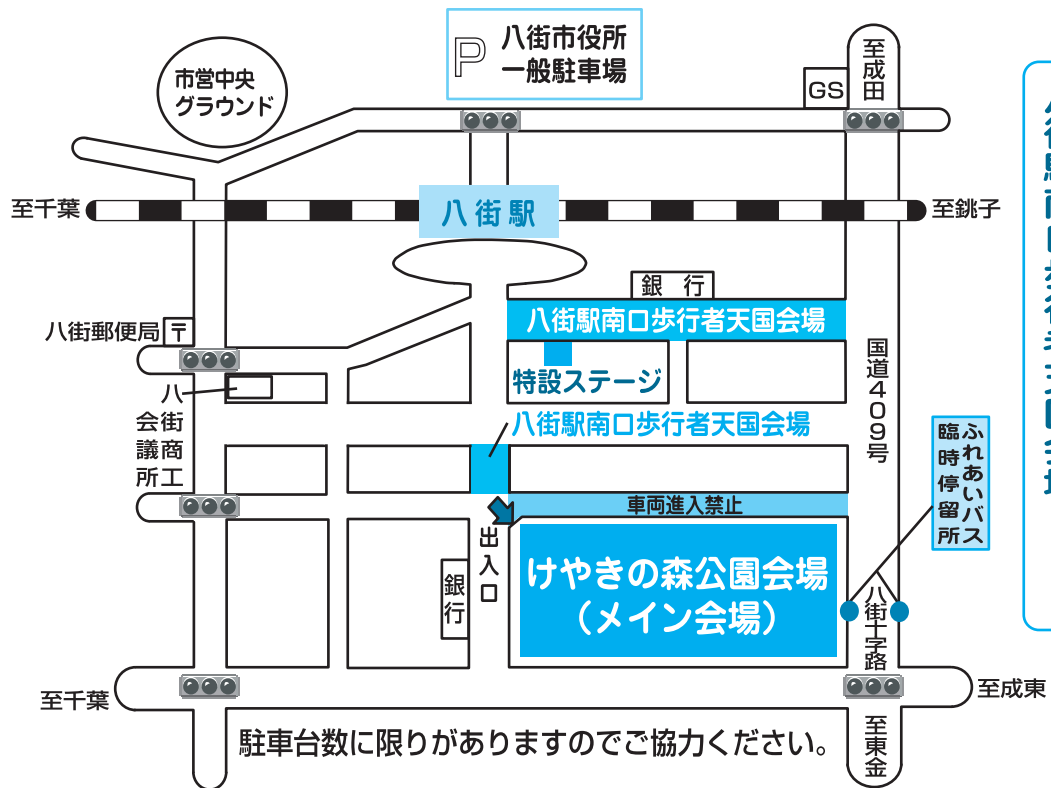 P
八街市役所
一般駐車場
市営中央
グラウンド
GS
至成田
至千葉
八街駅
至銚子
銀行
八街駅南口歩行者天国会場
八街郵便局
〒
特設ステージ
国道409号
八街商工
会議所
八街駅南口歩行者天国会場
ふれあいバス
臨時停留所
車両進入禁止
出入口
銀行
けやきの森公園会場
（メイン会場）
八街十字路
至千葉
至成東
至東金
駐車台数に限りがありますのでご協力ください。